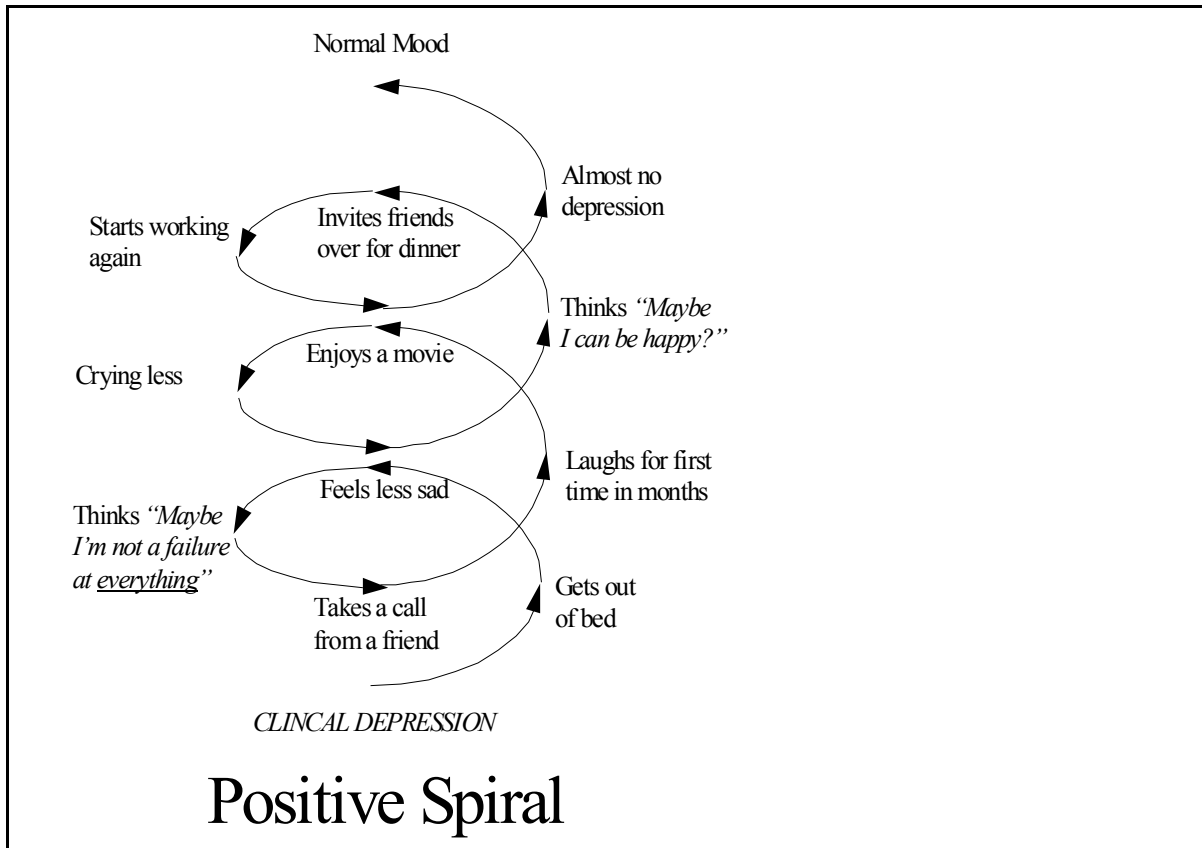 Normal Mood
Almost no
depression
Invites friends
over for dinner
Starts working
again
Thinks “Maybe
I can be happy?”
Enjoys a movie
Crying less
Laughs for first
time in months
Feels less sad
Thinks “Maybe
I’m not a failure
at everything”
Takes a call
from a friend
Gets out
of bed
CLINCAL DEPRESSION
Positive Spiral